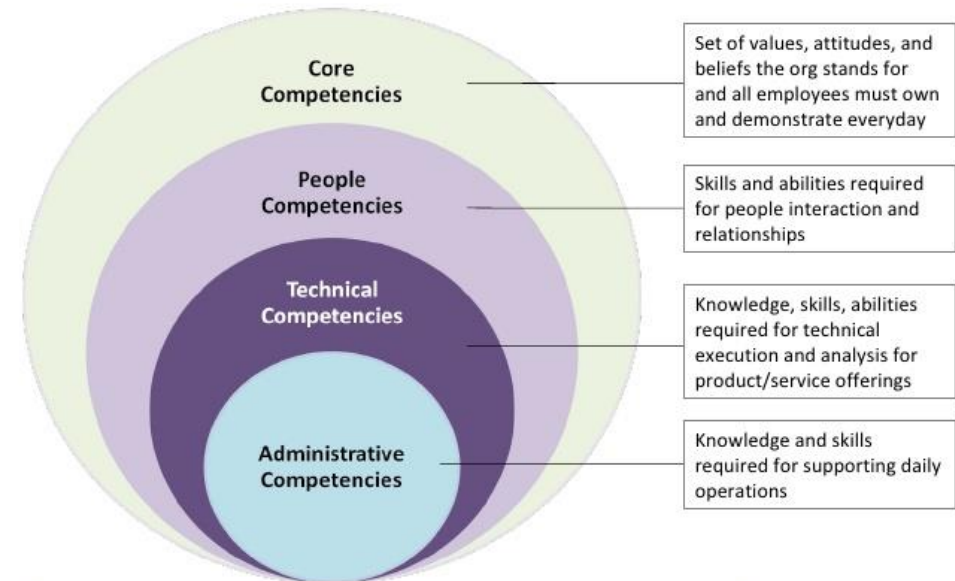 Core
Competencies
Set of values, attitudes, and
beliefs the org stands for
and all employees must own
and demonstrate everyday
People
Competencies
Skills and abilities required
for people interaction and
relationships
Technical
Competencies
Knowledge, skills, abilities
required for technical
execution and analysis for
product/service offerings
Administrative
Competencies
Knowledge and skills
required for supporting daily
operations